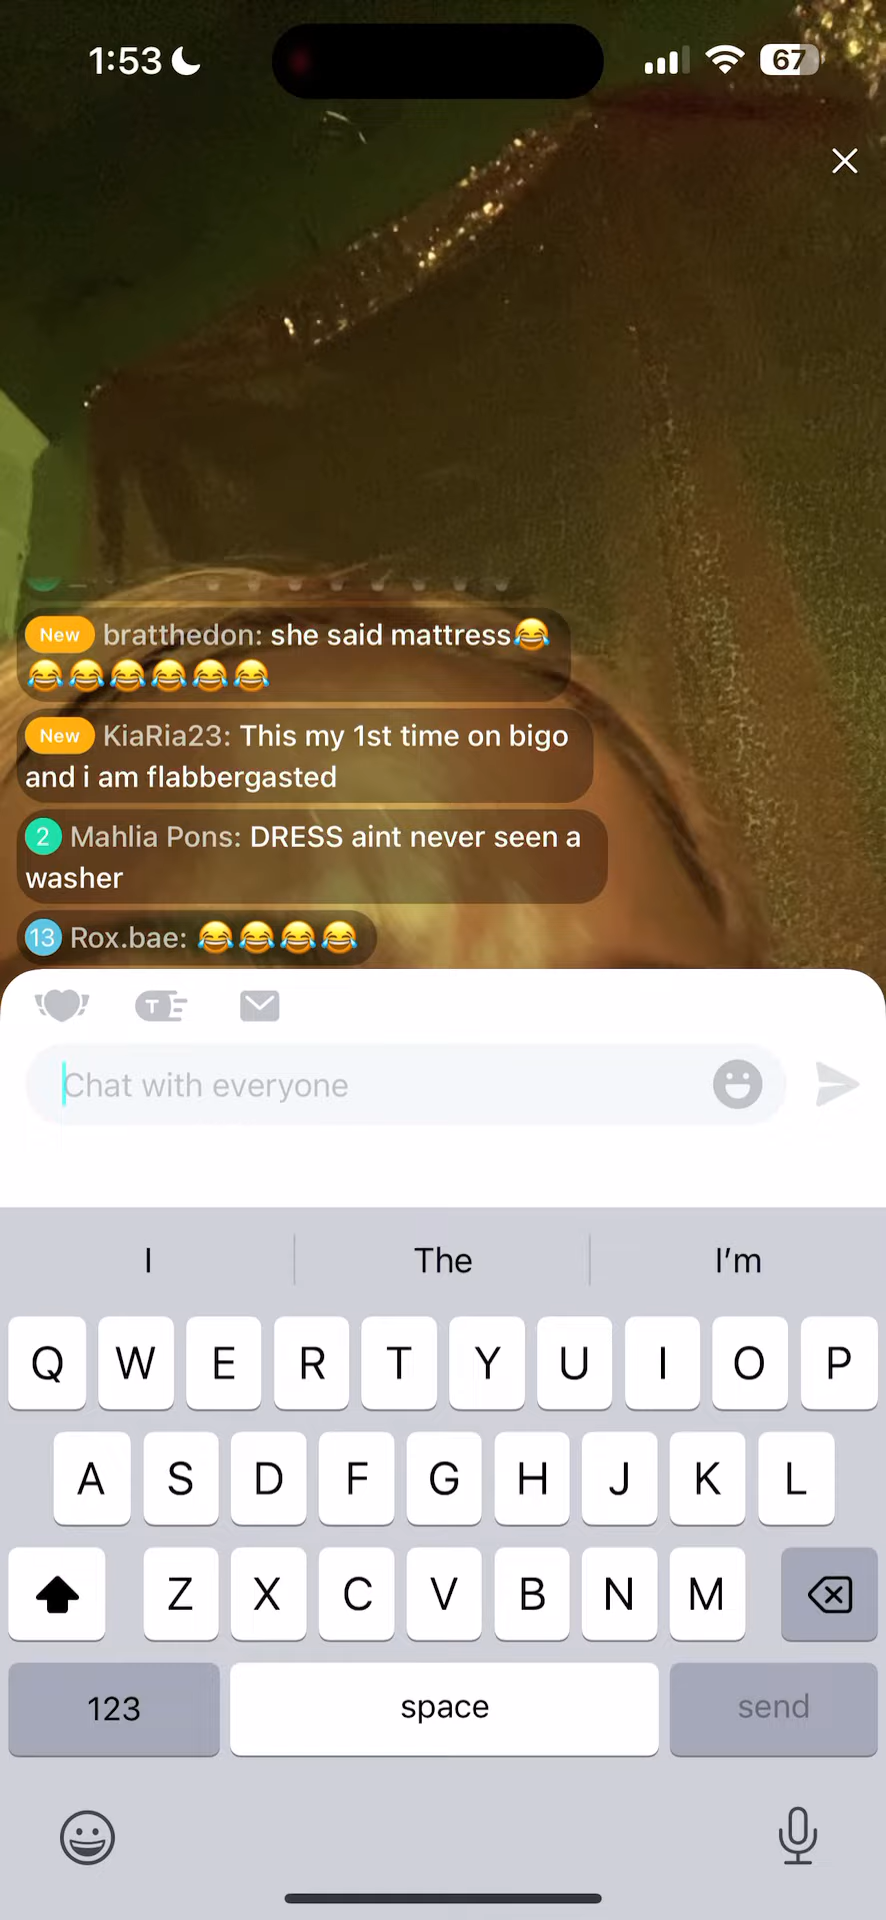 1:53
67
New bratthedon: she said mattress😂
😂😂😂😂😂😂
New KiaRia23: This my 1st time on bigo
and i am flabbergasted
2 Mahlia Pons: DRESS aint never seen a
washer
13 Rox.bae: 😂😂😂😂
T
Chat with everyone
I The I'm
Q W E R T Y U I O P
A S D F G H J K L
Z X C V B N M
123 space send